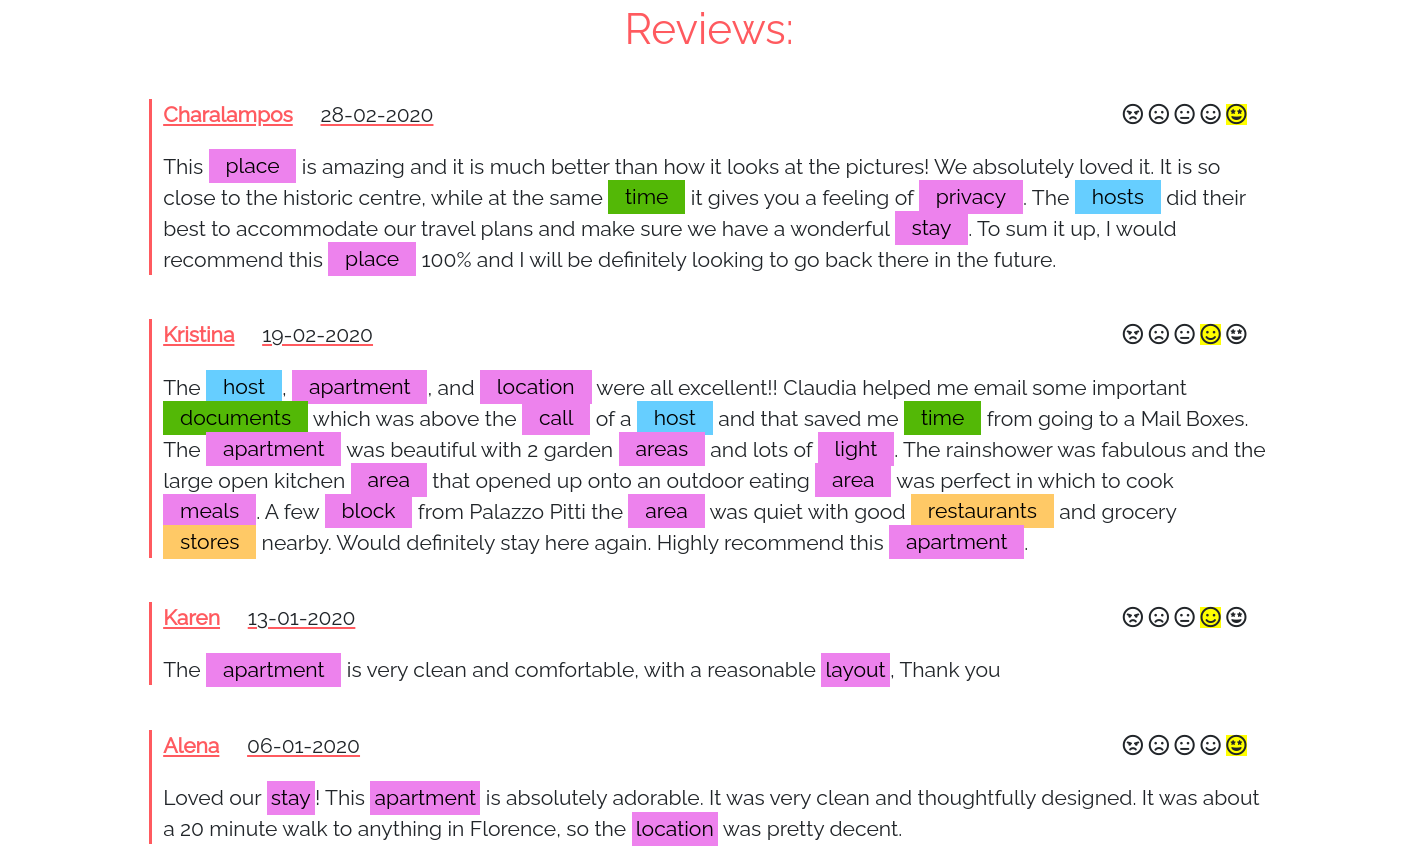 Reviews:
Charalampos 28-02-2020
This place is amazing and it is much better than how it looks at the pictures! We absolutely loved it. It is so
close to the historic centre, while at the same time it gives you a feeling of privacy. The hosts did their
best to accommodate our travel plans and make sure we have a wonderful stay. To sum it up, I would
recommend this place 100% and I will be definitely looking to go back there in the future.
Kristina 19-02-2020
The host, apartment, and location were all excellent!! Claudia helped me email some important
documents which was above the call of a host and that saved me time from going to a Mail Boxes.
The apartment was beautiful with 2 garden areas and lots of light. The rainshower was fabulous and the
large open kitchen area that opened up onto an outdoor eating area was perfect in which to cook
meals. A few block from Palazzo Pitti the area was quiet with good restaurants and grocery
stores nearby. Would definitely stay here again. Highly recommend this apartment.
Karen 13-01-2020
The apartment is very clean and comfortable, with a reasonable layout, Thank you
Alena 06-01-2020
Loved our stay! This apartment is absolutely adorable. It was very clean and thoughtfully designed. It was about
a 20 minute walk to anything in Florence, so the location was pretty decent.